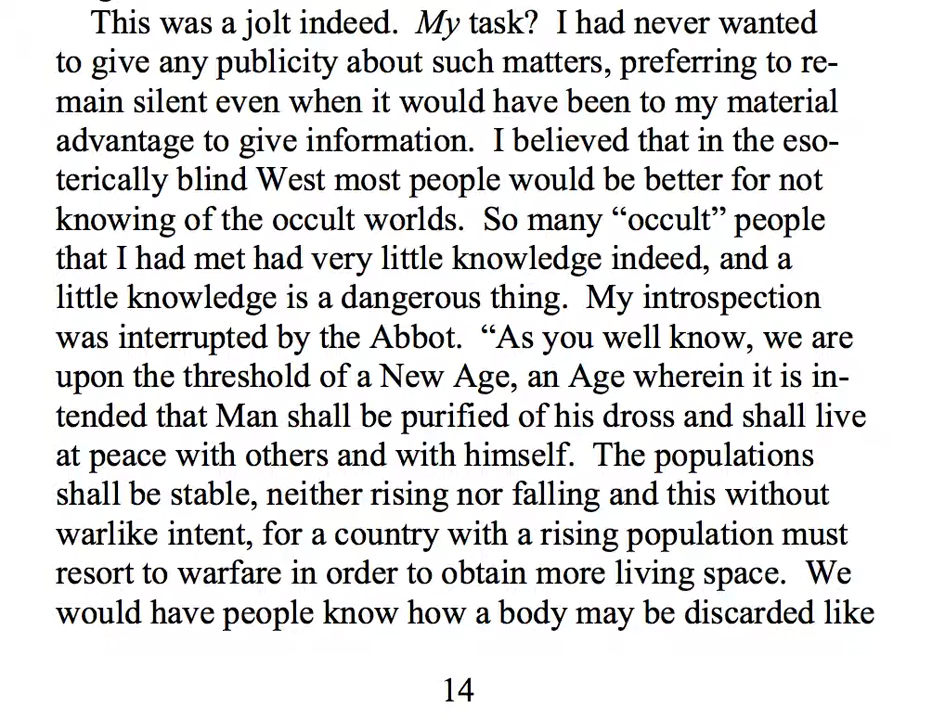 This was a jolt indeed.  My task?  I had never wanted
to give any publicity about such matters, preferring to re-
main silent even when it would have been to my material
advantage to give information.  I believed that in the eso-
terically blind West most people would be better for not
knowing of the occult worlds.  So many “occult” people
that I had met had very little knowledge indeed, and a
little knowledge is a dangerous thing.  My introspection
was interrupted by the Abbot.  “As you well know, we are
upon the threshold of a New Age, an Age wherein it is in-
tended that Man shall be purified of his dross and shall live
at peace with others and with himself.  The populations
shall be stable, neither rising nor falling and this without
warlike intent, for a country with a rising population must
resort to warfare in order to obtain more living space.  We
would have people know how a body may be discarded like
14